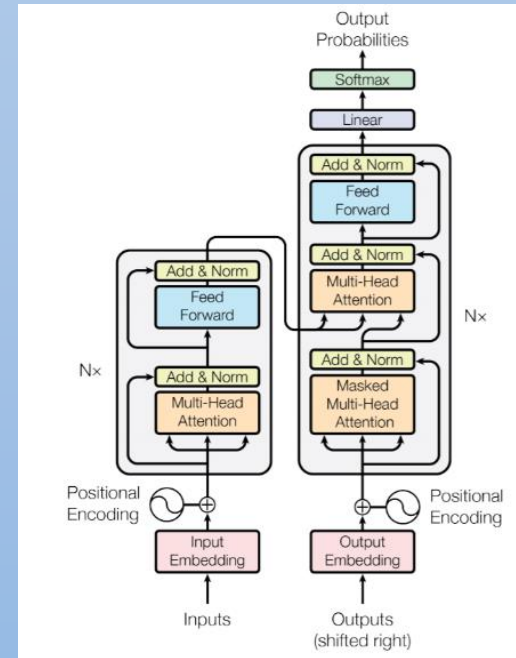 Output
Probabilities
Softmax
Linear
Add & Norm
Feed
Forward
Add & Norm
Multi-Head
Attention
Add & Norm
Masked
Multi-Head
Attention
Nx
Positional
Encoding
Output
Embedding
Outputs
(shifted right)
Add & Norm
Feed
Forward
Add & Norm
Multi-Head
Attention
Nx
Positional
Encoding
Input
Embedding
Inputs